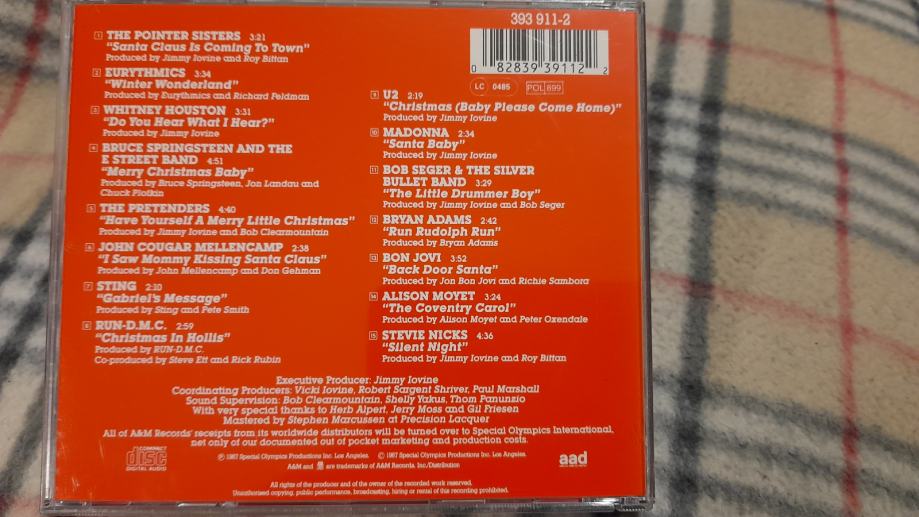 393 911-2
0 82839 39112 2
LC 0485 POL 899
1 THE POINTER SISTERS 3:21
"Santa Claus Is Coming To Town"
Produced by Jimmy Iovine and Roy Bittan
2 EURYTHMICS 3:34
"Winter Wonderland"
Produced by Eurythmics and Richard Feldman
3 WHITNEY HOUSTON 3:31
"Do You Hear What I Hear?"
Produced by Jimmy Iovine
4 BRUCE SPRINGSTEEN AND THE
E STREET BAND 4:51
"Merry Christmas Baby"
Produced by Bruce Springsteen, Jon Landau and
Chuck Plotkin
5 THE PRETENDERS 4:40
"Have Yourself A Merry Little Christmas"
Produced by Jimmy Iovine and Bob Clearmountain
6 JOHN COUGAR MELLENCAMP 2:38
"I Saw Mommy Kissing Santa Claus"
Produced by John Mellencamp and Don Gehman
7 STING 2:10
"Gabriel's Message"
Produced by Sting and Pete Smith
8 RUN-D.M.C. 2:59
"Christmas In Hollis"
Produced by RUN-D.M.C.
Co-produced by Steve Ett and Rick Rubin
9 U2 2:19
"Christmas (Baby Please Come Home)"
Produced by Jimmy Iovine
10 MADONNA 2:34
"Santa Baby"
Produced by Jimmy Iovine
11 BOB SEGER & THE SILVER
BULLET BAND 3:29
"The Little Drummer Boy"
Produced by Jimmy Iovine and Bob Seger
12 BRYAN ADAMS 2:42
"Run Rudolph Run"
Produced by Bryan Adams
13 BON JOVI 3:52
"Back Door Santa"
Produced by Jon Bon Jovi and Richie Sambora
14 ALISON MOYET 3:24
"The Coventry Carol"
Produced by Alison Moyet and Peter Oxendale
15 STEVIE NICKS 4:36
"Silent Night"
Produced by Jimmy Iovine and Roy Bittan
Executive Producer: Jimmy Iovine
Coordinating Producers: Vicki Iovine, Robert Sargent Shriver, Paul Marshall
Sound Supervision: Bob Clearmountain, Shelly Yakus, Thom Panunzio
With very special thanks to Herb Alpert, Jerry Moss and Gil Friesen
Mastered by Stephen Marcussen at Precision Lacquer
All of A&M Records' receipts from its worldwide distributors will be turned over to Special Olympics International,
net only of our documented out of pocket marketing and production costs.
COMPACT
disc
DIGITAL AUDIO
℗ 1987 Special Olympics Productions Inc. Los Angeles. © 1987 Special Olympics Productions Inc. Los Angeles.
A&M and are trademarks of A&M Records. Inc./Distribution
aad
All rights of the producer and of the owner of the recorded work reserved.
Unauthorised copying, public performance, broadcasting, hiring or rental of this recording prohibited.